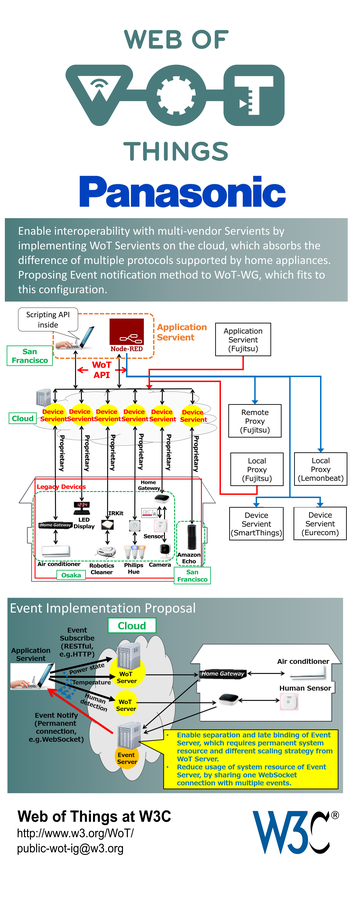 WEB OF
W T
THINGS
Panasonic
Enable interoperability with multi-vendor Servients by
implementing WoT Servients on the cloud, which absorbs the
difference of multiple protocols supported by home appliances.
Proposing Event notification method to WoT-WG, which fits to
this configuration.
Scripting API
inside
Node-RED
Application
Servient
Application
Servient
(Fujitsu)
San
Francisco
WoT
API
Cloud
Device
Servient
Device
Servient
Device
Servient
Device
Servient
Device
Servient
Device
Servient
Remote
Proxy
(Fujitsu)
Proprietary
Proprietary
Proprietary
Proprietary
Proprietary
Proprietary
Local
Proxy
(Fujitsu)
Local
Proxy
(Lemonbeat)
Legacy Devices
Home
Gateway
LED
Display
IRKit
Home Gateway
Sensor
Device
Servient
(SmartThings)
Device
Servient
(Eurecom)
Air conditioner
Robotics
Cleaner
Philips
Hue
Camera
Amazon
Echo
Osaka
San
Francisco
Event Implementation Proposal
Event
Subscribe
(RESTful,
e.g.HTTP)
Cloud
Application
Servient
Power state
Temperature
Human
detection
WoT
Server
WoT
Server
Home Gateway
Air conditioner
Human Sensor
Event Notify
(Permanent
connection,
e.g.WebSocket)
Event
Server
• Enable separation and late binding of Event
Server, which requires permanent system
resource and different scaling strategy from
WoT Server.
• Reduce usage of system resource of Event
Server, by sharing one WebSocket
connection with multiple events.
Web of Things at W3C
http://www.w3.org/WoT/
public-wot-ig@w3.org
W3C®